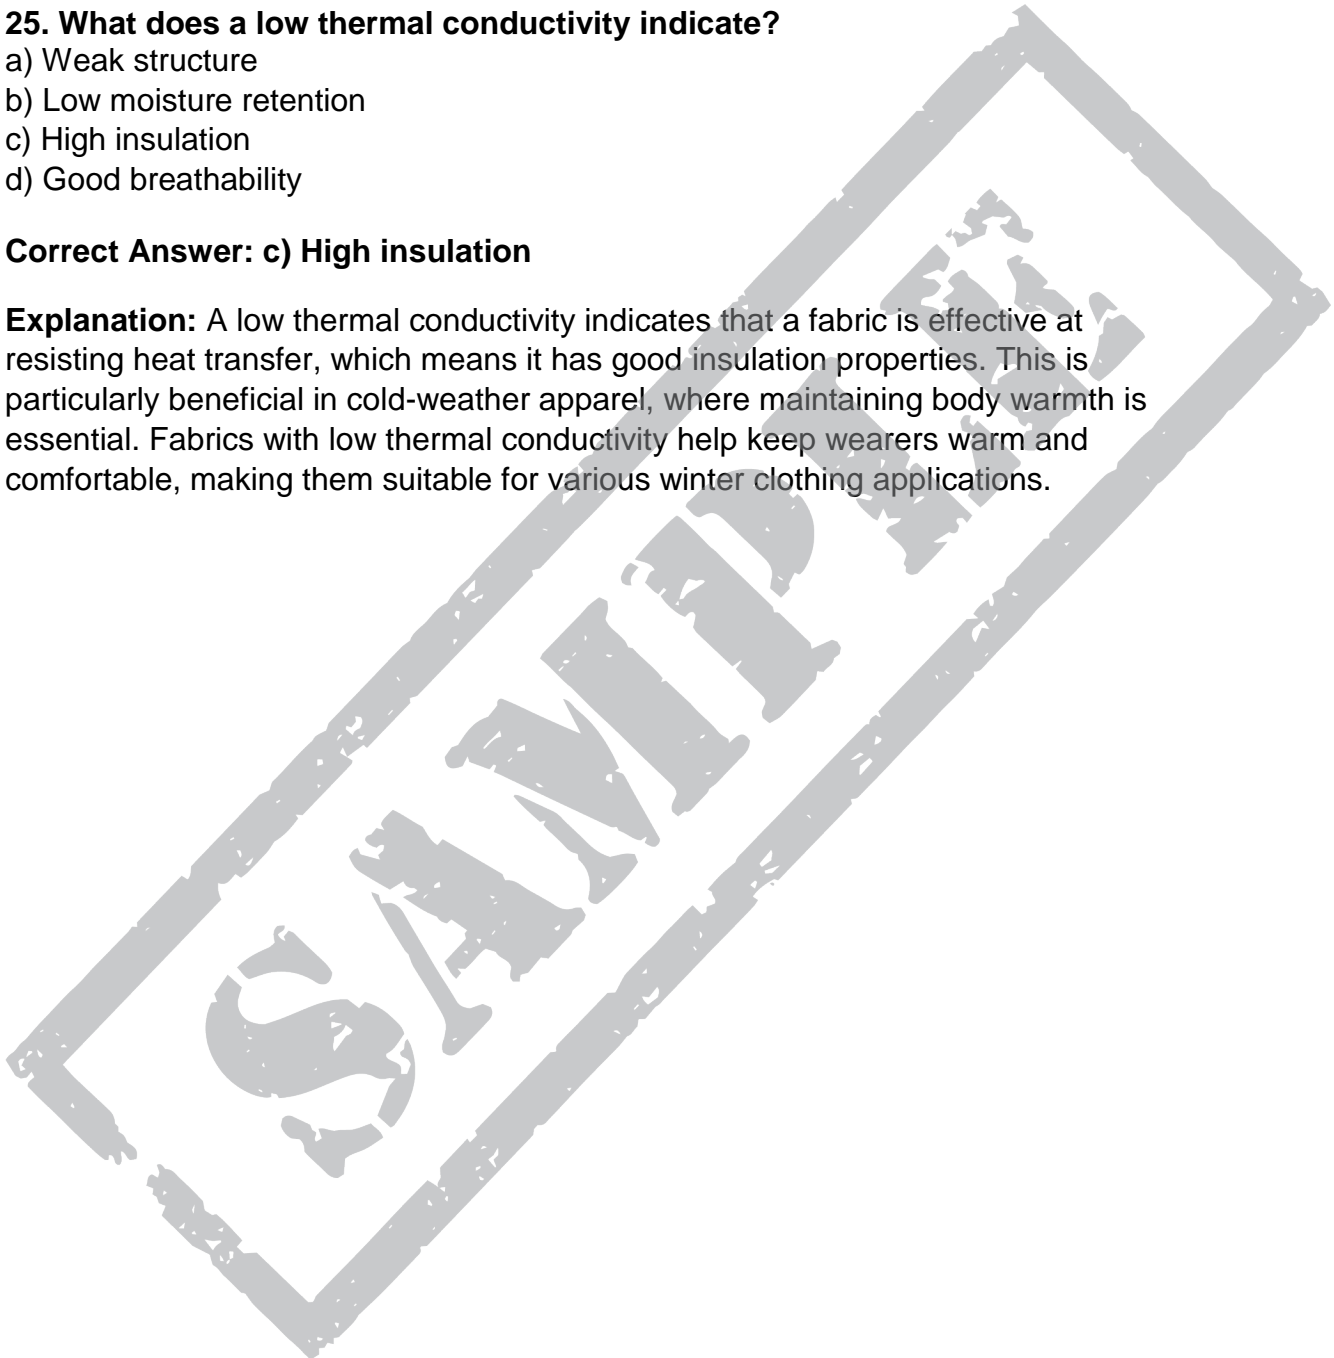 25. What does a low thermal conductivity indicate?
a) Weak structure
b) Low moisture retention
c) High insulation
d) Good breathability
Correct Answer: c) High insulation
Explanation: A low thermal conductivity indicates that a fabric is effective at
resisting heat transfer, which means it has good insulation properties. This is
particularly beneficial in cold-weather apparel, where maintaining body warmth is
essential. Fabrics with low thermal conductivity help keep wearers warm and
comfortable, making them suitable for various winter clothing applications.
SAMPLE